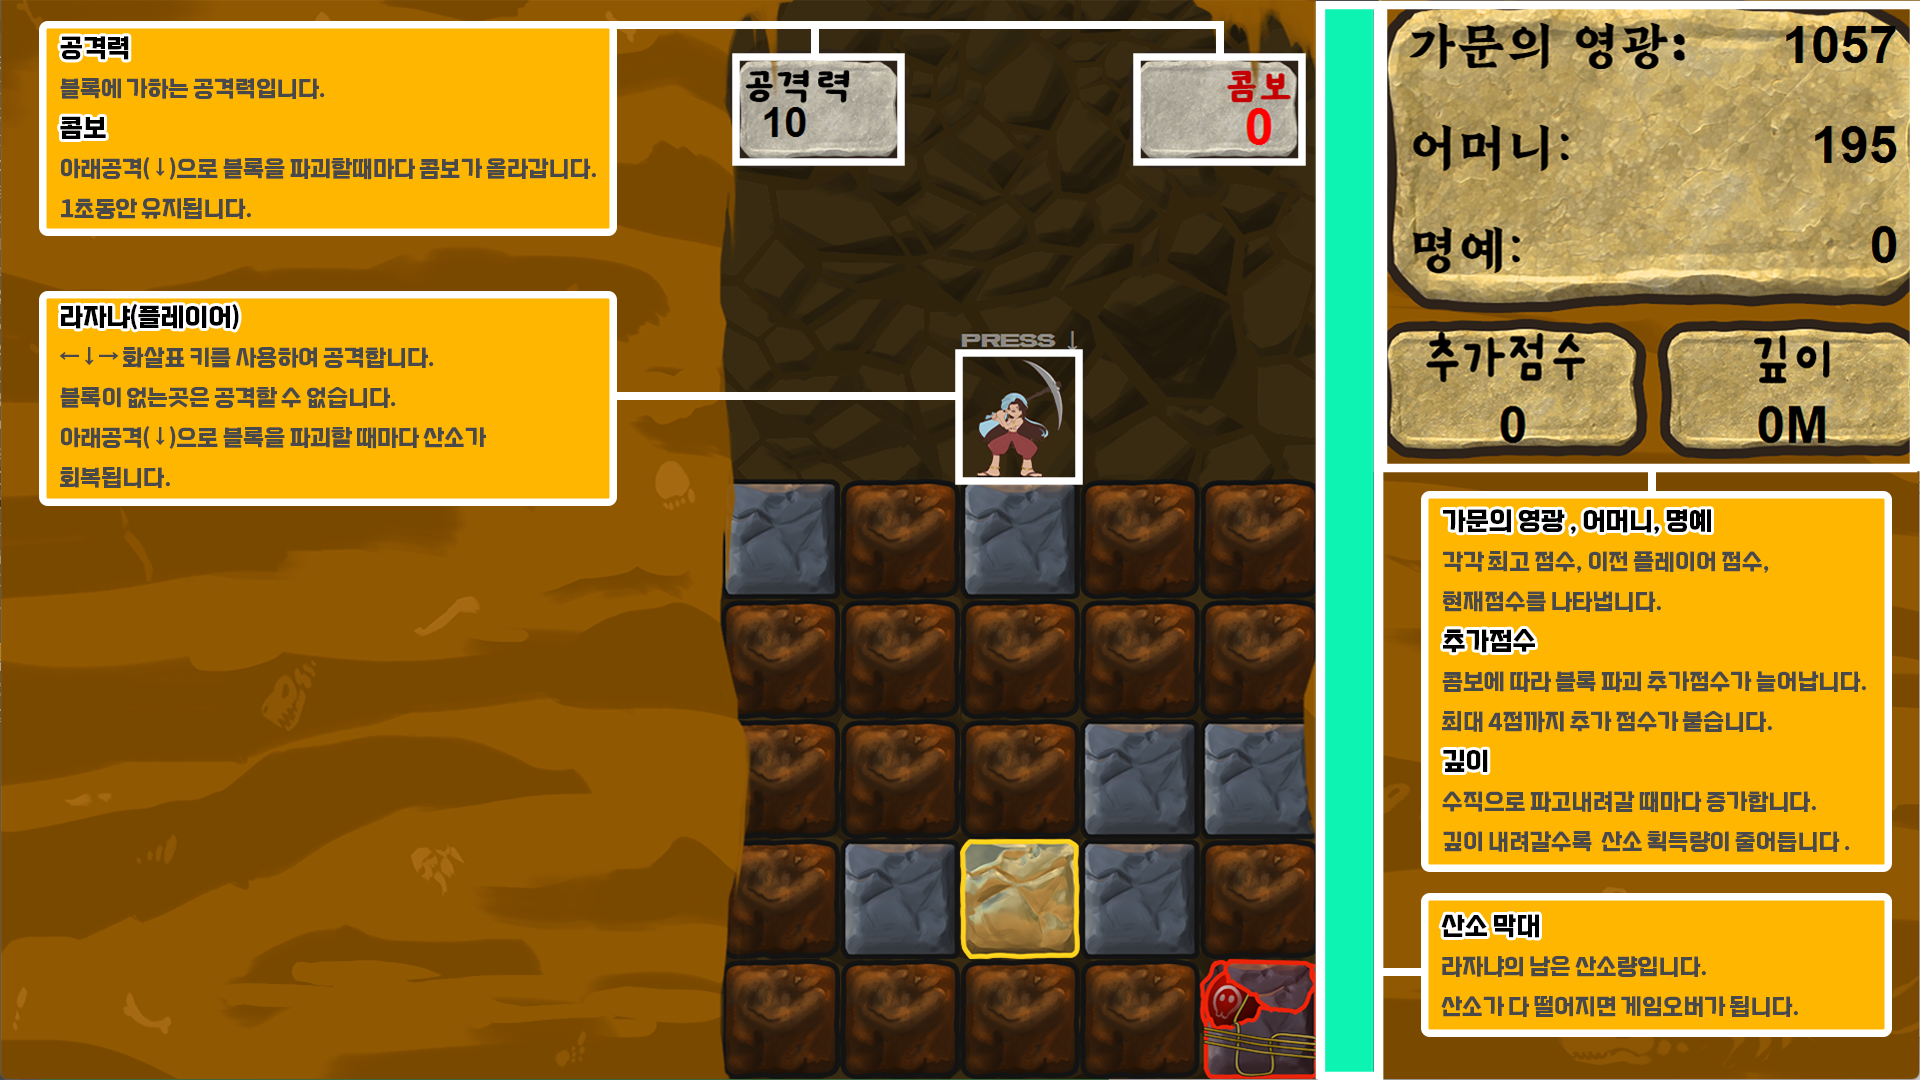 공격력
블록에 가하는 공격력입니다.
콤보
아래공격(↓)으로 블록을 파괴할때마다 콤보가 올라갑니다.
1초동안 유지됩니다.
라자냐(플레이어)
←↓→ 화살표 키를 사용하여 공격합니다.
블록이 없는곳은 공격할 수 없습니다.
아래공격(↓)으로 블록을 파괴할 때마다 산소가
회복됩니다.
공격력
10
콤보
0
PRESS ↓
가문의 영광: 1057
어머니: 195
명예: 0
추가점수
0
깊이
0M
가문의 영광 , 어머니, 명예
각각 최고 점수, 이전 플레이어 점수,
현재점수를 나타냅니다.
추가점수
콤보에 따라 블록 파괴 추가점수가 늘어납니다.
최대 4점까지 추가 점수가 붙습니다.
깊이
수직으로 파고내려갈 때마다 증가합니다.
깊이 내려갈수록 산소 획득량이 줄어듭니다 .
산소 막대
라자냐의 남은 산소량입니다.
산소가 다 떨어지면 게임오버가 됩니다.